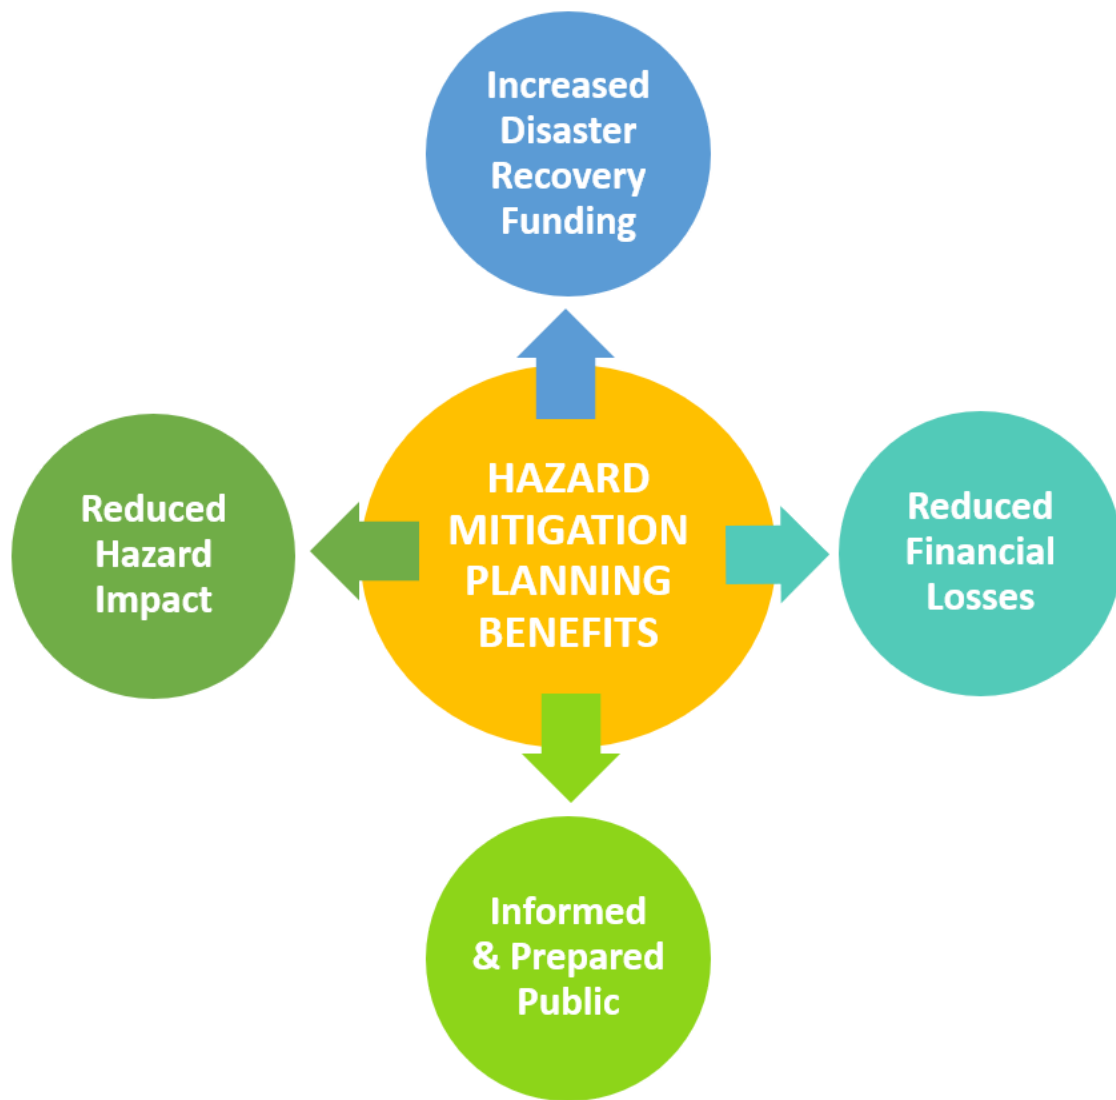 Increased
Disaster
Recovery
Funding
HAZARD
MITIGATION
PLANNING
BENEFITS
Reduced
Hazard
Impact
Reduced
Financial
Losses
Informed
& Prepared
Public